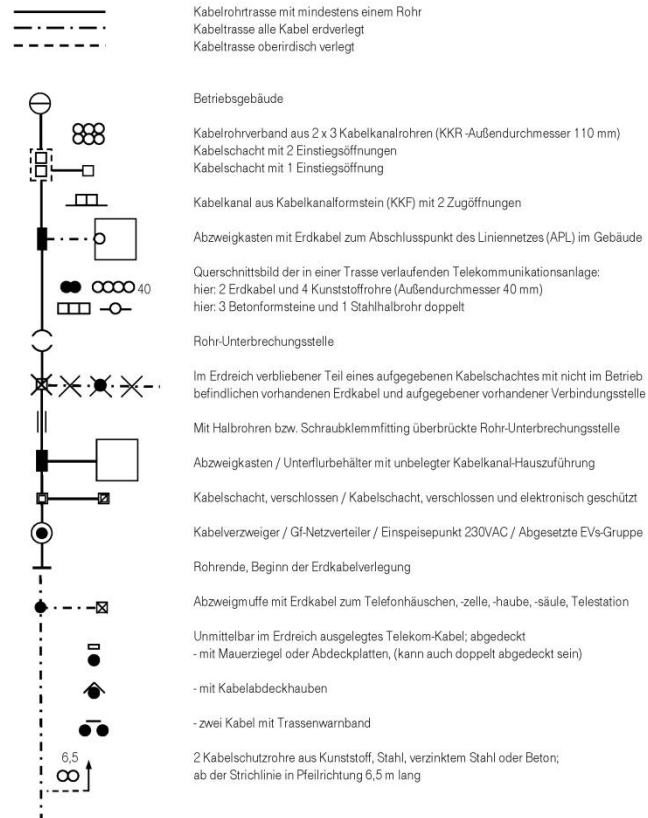 Kabelrohrtrasse mit mindestens einem Rohr
Kabeltrasse alle Kabel erdverlegt
Kabeltrasse oberirdisch verlegt
Betriebsgebäude
Kabelrohrverband aus 2 x 3 Kabelkanalrohren (KKR -Außendurchmesser 110 mm)
Kabelschacht mit 2 Einstiegsöffnungen
Kabelschacht mit 1 Einstiegsöffnung
Kabelkanal aus Kabelkanalformstein (KKF) mit 2 Zugöffnungen
Abzweigkasten mit Erdkabel zum Abschlusspunkt des Liniennetzes (APL) im Gebäude
Querschnittsbild der in einer Trasse verlaufenden Telekommunikationsanlage:
40 hier: 2 Erdkabel und 4 Kunststoffrohre (Außendurchmesser 40 mm)
hier: 3 Betonformsteine und 1 Stahlhalbrohr doppelt
Rohr-Unterbrechungsstelle
Im Erdreich verbliebener Teil eines aufgegebenen Kabelschachtes mit nicht im Betrieb
befindlichen vorhandenen Erdkabel und aufgegebener vorhandener Verbindungsstelle
Mit Halbrohren bzw. Schraubklemmfitting überbrückte Rohr-Unterbrechungsstelle
Abzweigkasten / Unterflurbehälter mit unbelegter Kabelkanal-Hauszuführung
Kabelschacht, verschlossen / Kabelschacht, verschlossen und elektronisch geschützt
Kabelverzweiger / Gf-Netzverteiler / Einspeisepunkt 230VAC / Abgesetzte EVs-Gruppe
Rohrende, Beginn der Erdkabelverlegung
Abzweigmuffe mit Erdkabel zum Telefonhäuschen, -zelle, -haube, -säule, Telestation
Unmittelbar im Erdreich ausgelegtes Telekom-Kabel; abgedeckt
- mit Mauerziegel oder Abdeckplatten, (kann auch doppelt abgedeckt sein)
- mit Kabelabdeckhauben
- zwei Kabel mit Trassenwarnband
6,5 2 Kabelschutzrohre aus Kunststoff, Stahl, verzinktem Stahl oder Beton;
ab der Strichlinie in Pfeilrichtung 6,5 m lang